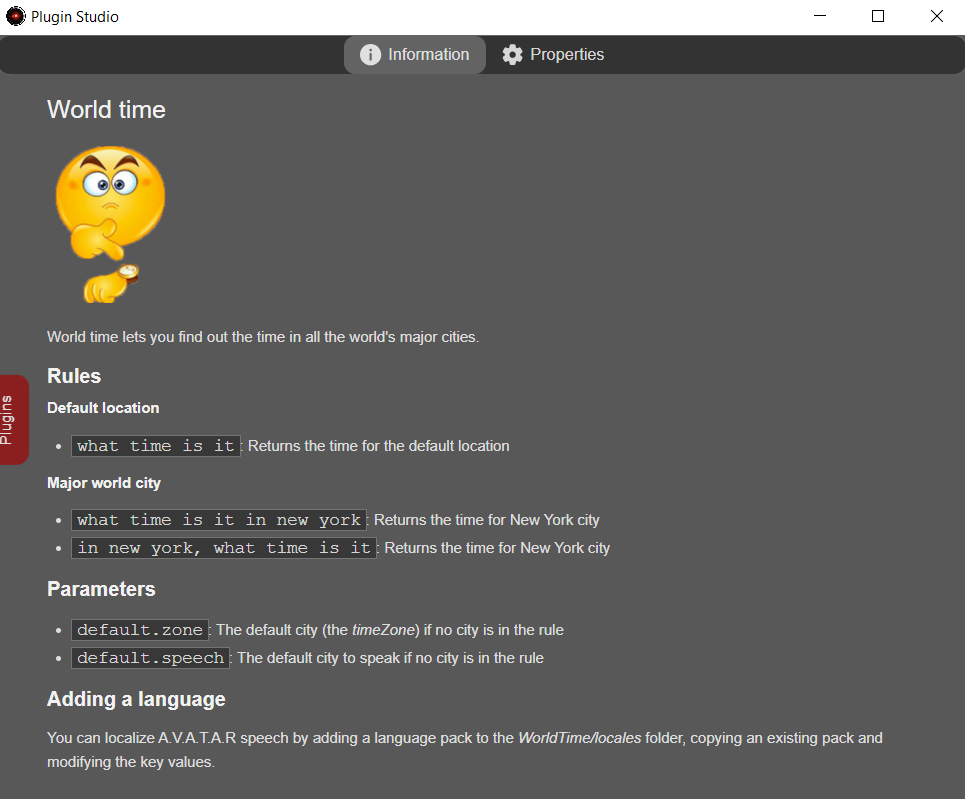 Plugin Studio
Information
Properties
World time
World time lets you find out the time in all the world's major cities.
Rules
Default location
what time is it: Returns the time for the default location
Plugins
Major world city
what time is it in new york: Returns the time for New York city
in new york, what time is it: Returns the time for New York city
Parameters
default.zone: The default city (the timeZone) if no city is in the rule
default.speech: The default city to speak if no city is in the rule
Adding a language
You can localize A.V.A.T.A.R speech by adding a language pack to the WorldTime/locales folder, copying an existing pack and
modifying the key values.